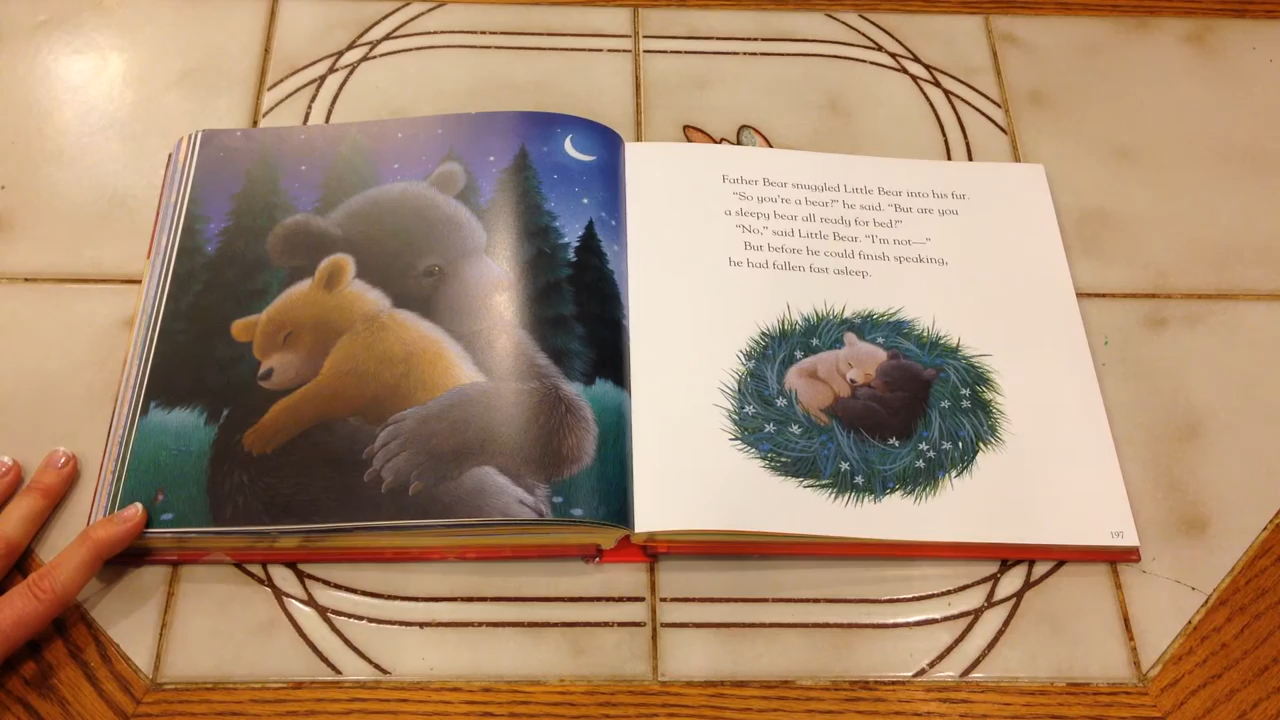 Father Bear snuggled Little Bear into his fur.
“So you’re a bear?” he said. “But are you
a sleepy bear all ready for bed?”
“No,” said Little Bear. “I’m not—”
But before he could finish speaking,
he had fallen fast asleep.
197